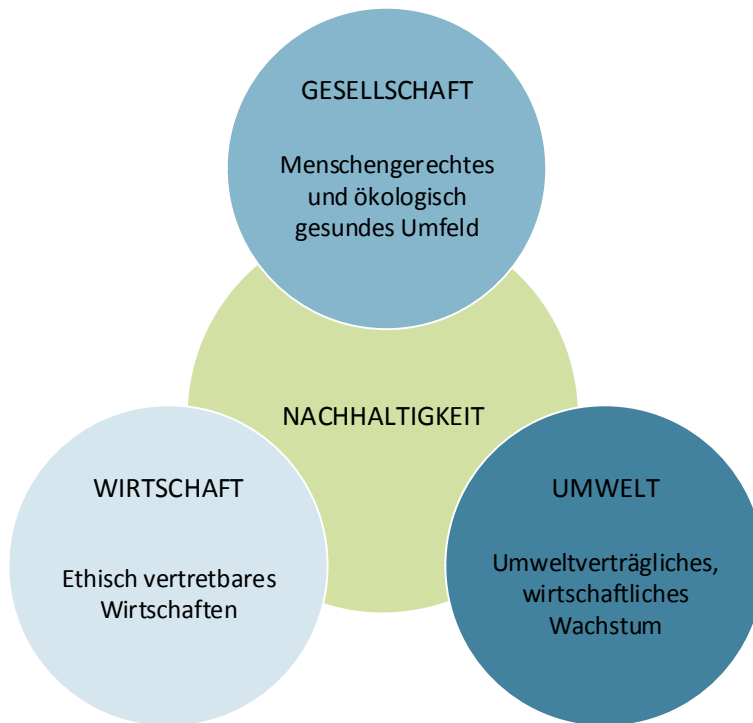 GESELLSCHAFT
Menschengerechtes
und ökologisch
gesundes Umfeld
NACHHALTIGKEIT
WIRTSCHAFT
Ethisch vertretbares
Wirtschaften
UMWELT
Umweltverträgliches,
wirtschaftliches
Wachstum